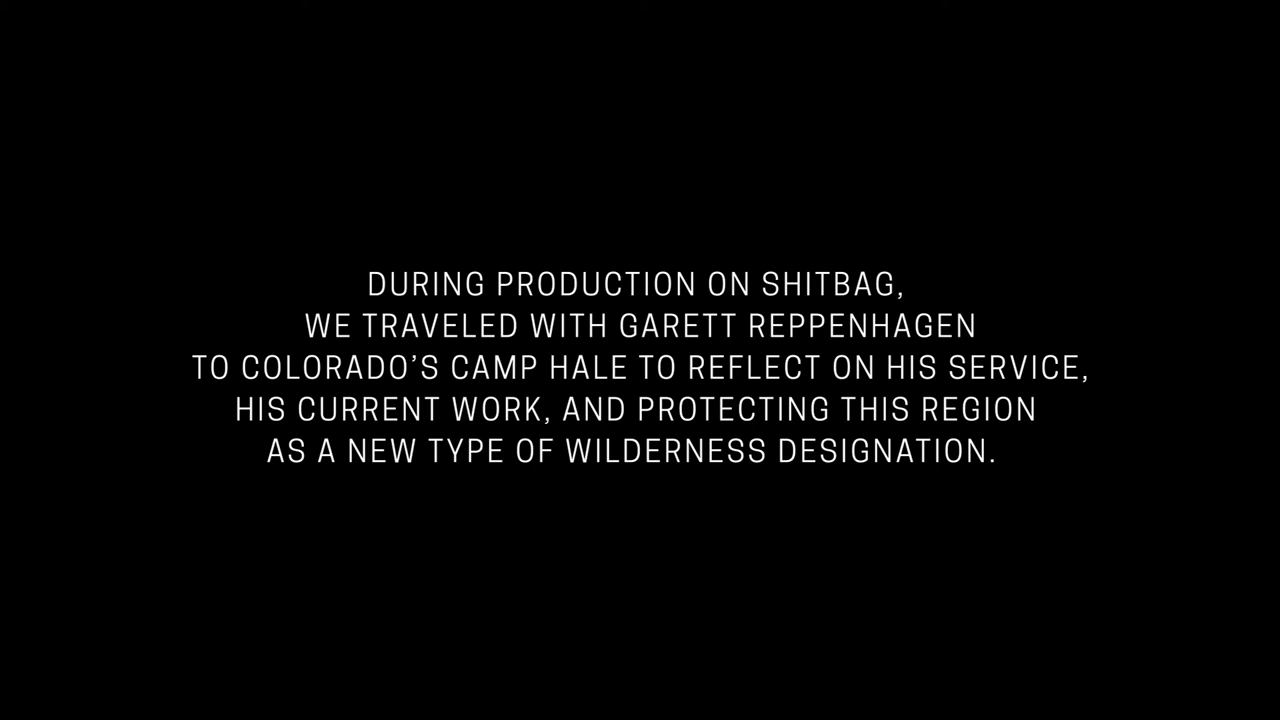 DURING PRODUCTION ON SHITBAG,
WE TRAVELED WITH GARETT REPPENHAGEN
TO COLORADO’S CAMP HALE TO REFLECT ON HIS SERVICE,
HIS CURRENT WORK, AND PROTECTING THIS REGION
AS A NEW TYPE OF WILDERNESS DESIGNATION.